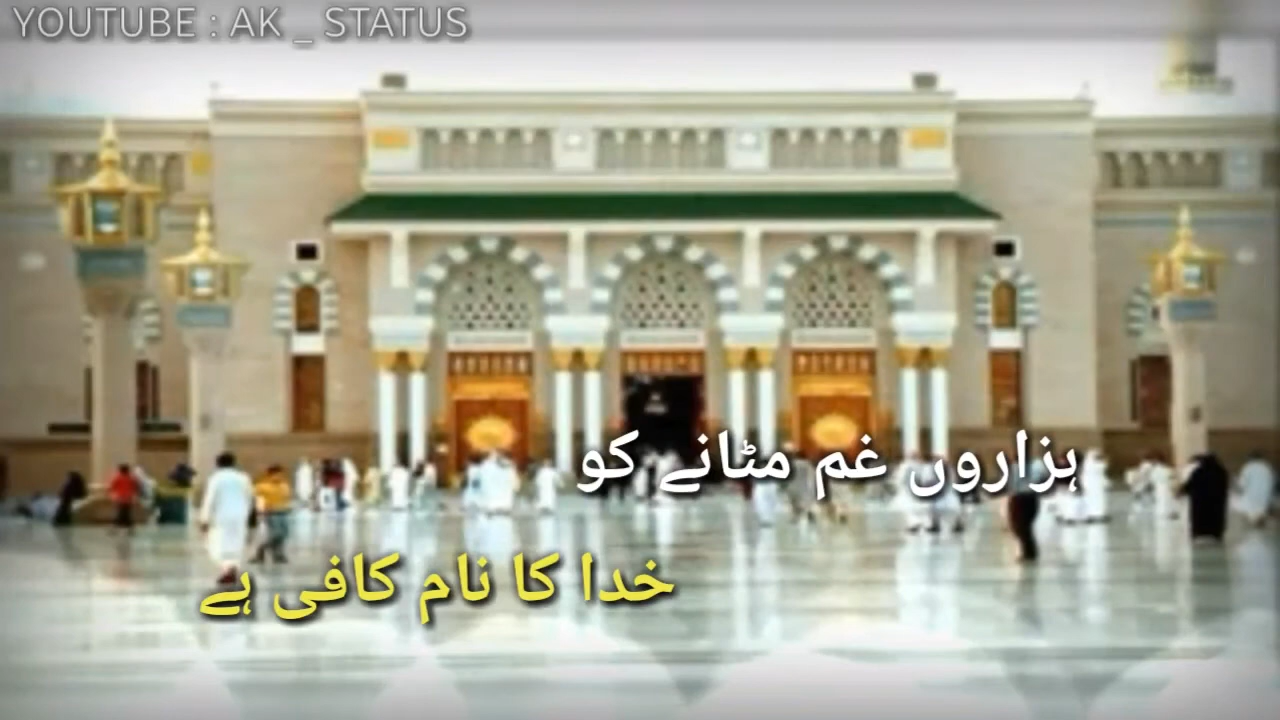 YOUTUBE : AK _ STATUS
ہزاروں غم مٹانے کو
خدا کا نام کافی ہے